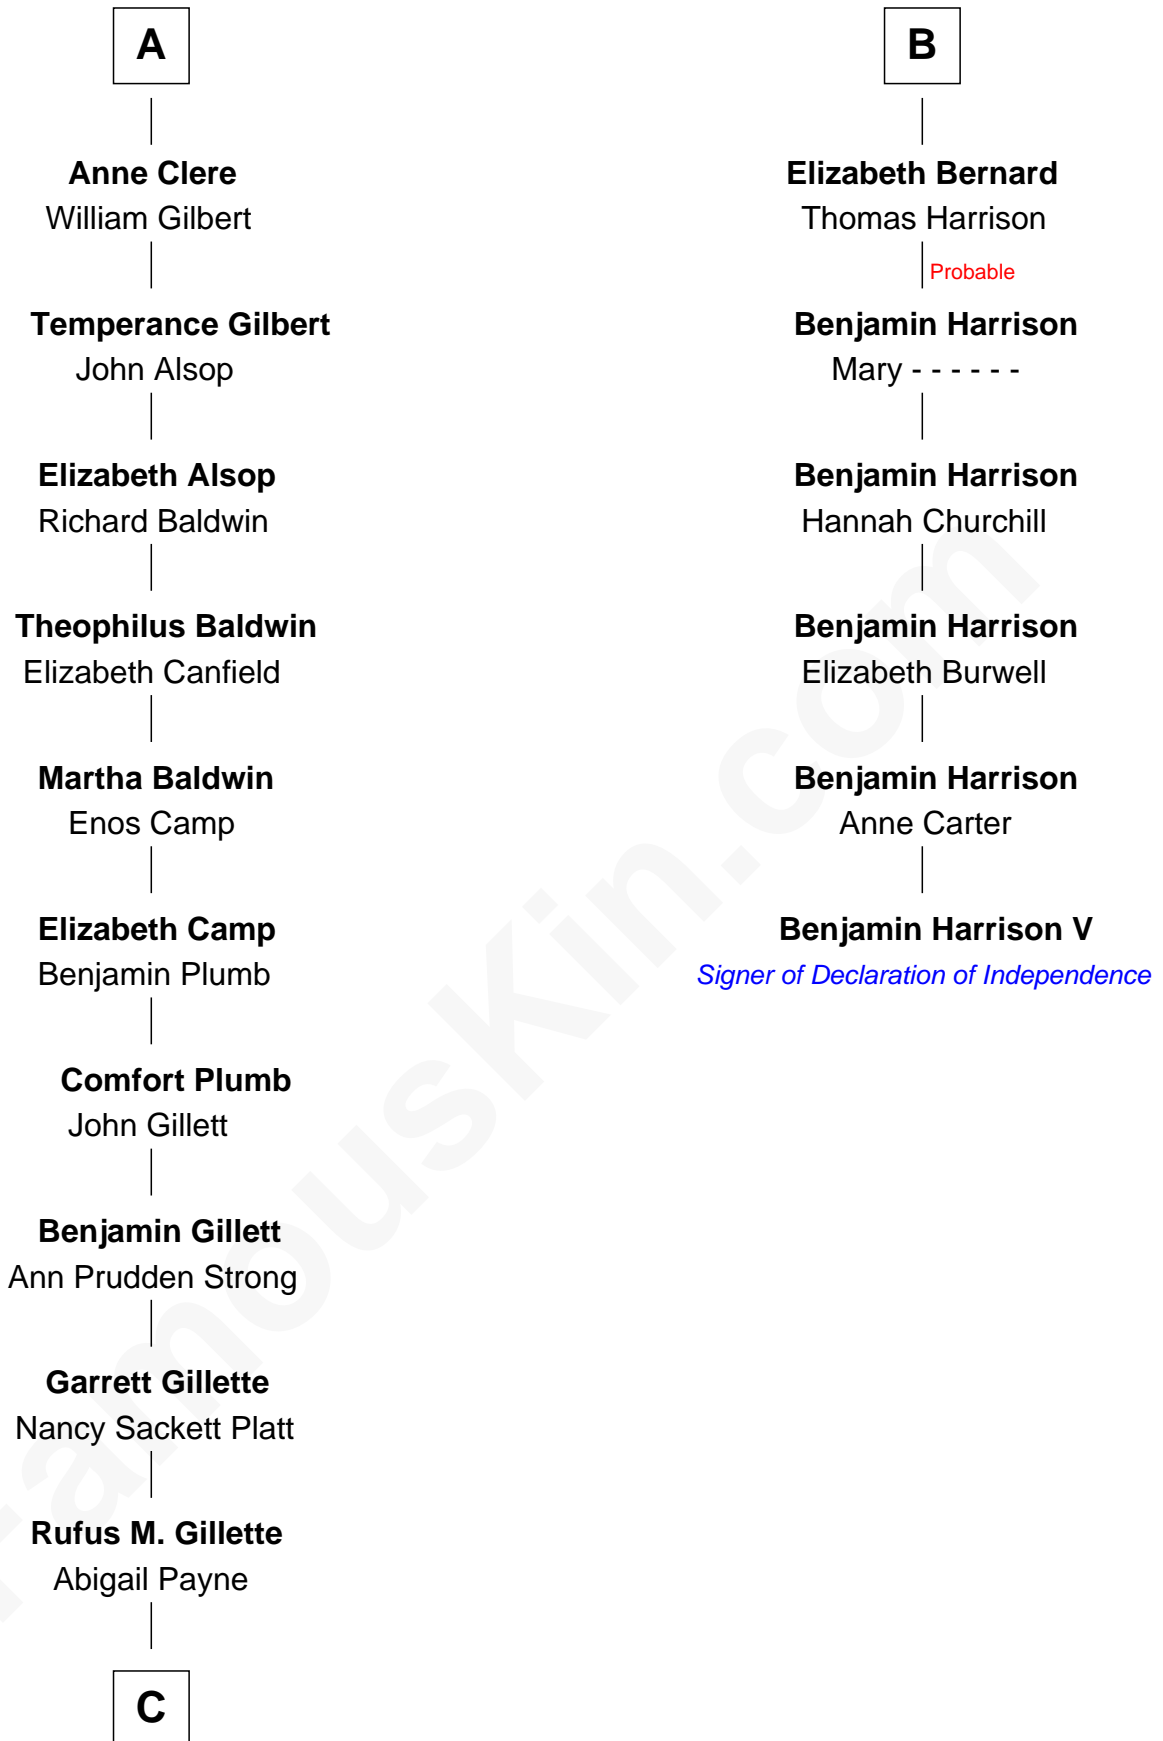 A
Anne Clere
William Gilbert
Temperance Gilbert
John Alsop
Elizabeth Alsop
Richard Baldwin
Theophilus Baldwin
Elizabeth Canfield
Martha Baldwin
Enos Camp
Elizabeth Camp
Benjamin Plumb
Comfort Plumb
John Gillett
Benjamin Gillett
Ann Prudden Strong
Garrett Gillette
Nancy Sackett Platt
Rufus M. Gillette
Abigail Payne
C
B
Elizabeth Bernard
Thomas Harrison
Probable
Benjamin Harrison
Mary - - - - - -
Benjamin Harrison
Hannah Churchill
Benjamin Harrison
Elizabeth Burwell
Benjamin Harrison
Anne Carter
Benjamin Harrison V
Signer of Declaration of Independence
FamousKin.com